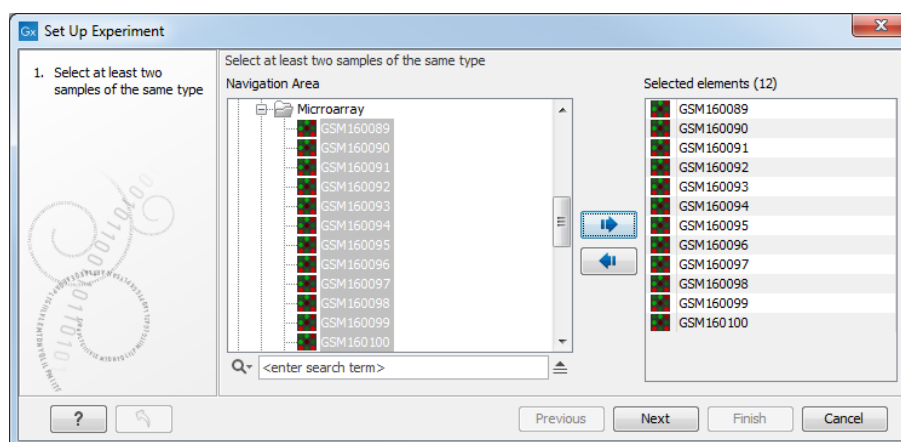 Gx Set Up Experiment
1. Select at least two
samples of the same type
Select at least two samples of the same type
Navigation Area
Micrroarray
GSM160089
GSM160090
GSM160091
GSM160092
GSM160093
GSM160094
GSM160095
GSM160096
GSM160097
GSM160098
GSM160099
GSM160100
<enter search term>
Selected elements (12)
GSM160089
GSM160090
GSM160091
GSM160092
GSM160093
GSM160094
GSM160095
GSM160096
GSM160097
GSM160098
GSM160099
GSM160100
?
Previous
Next
Finish
Cancel